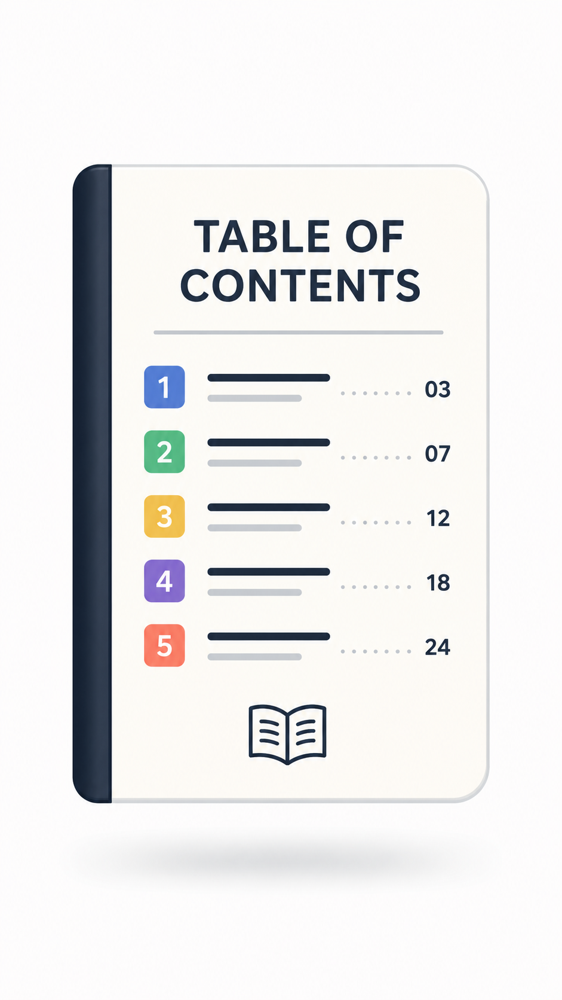 TABLE OF
CONTENTS
1 ....... 03
2 ....... 07
3 ....... 12
4 ....... 18
5 ....... 24